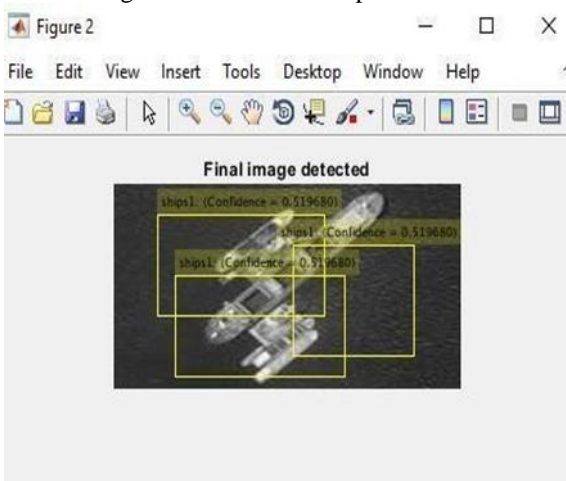 Figure 2
File Edit View Insert Tools Desktop Window Help
Final image detected
ships1: (Confidence = 0.519680)
ships1: (Confidence = 0.519680)
ships1: (Confidence = 0.519680)